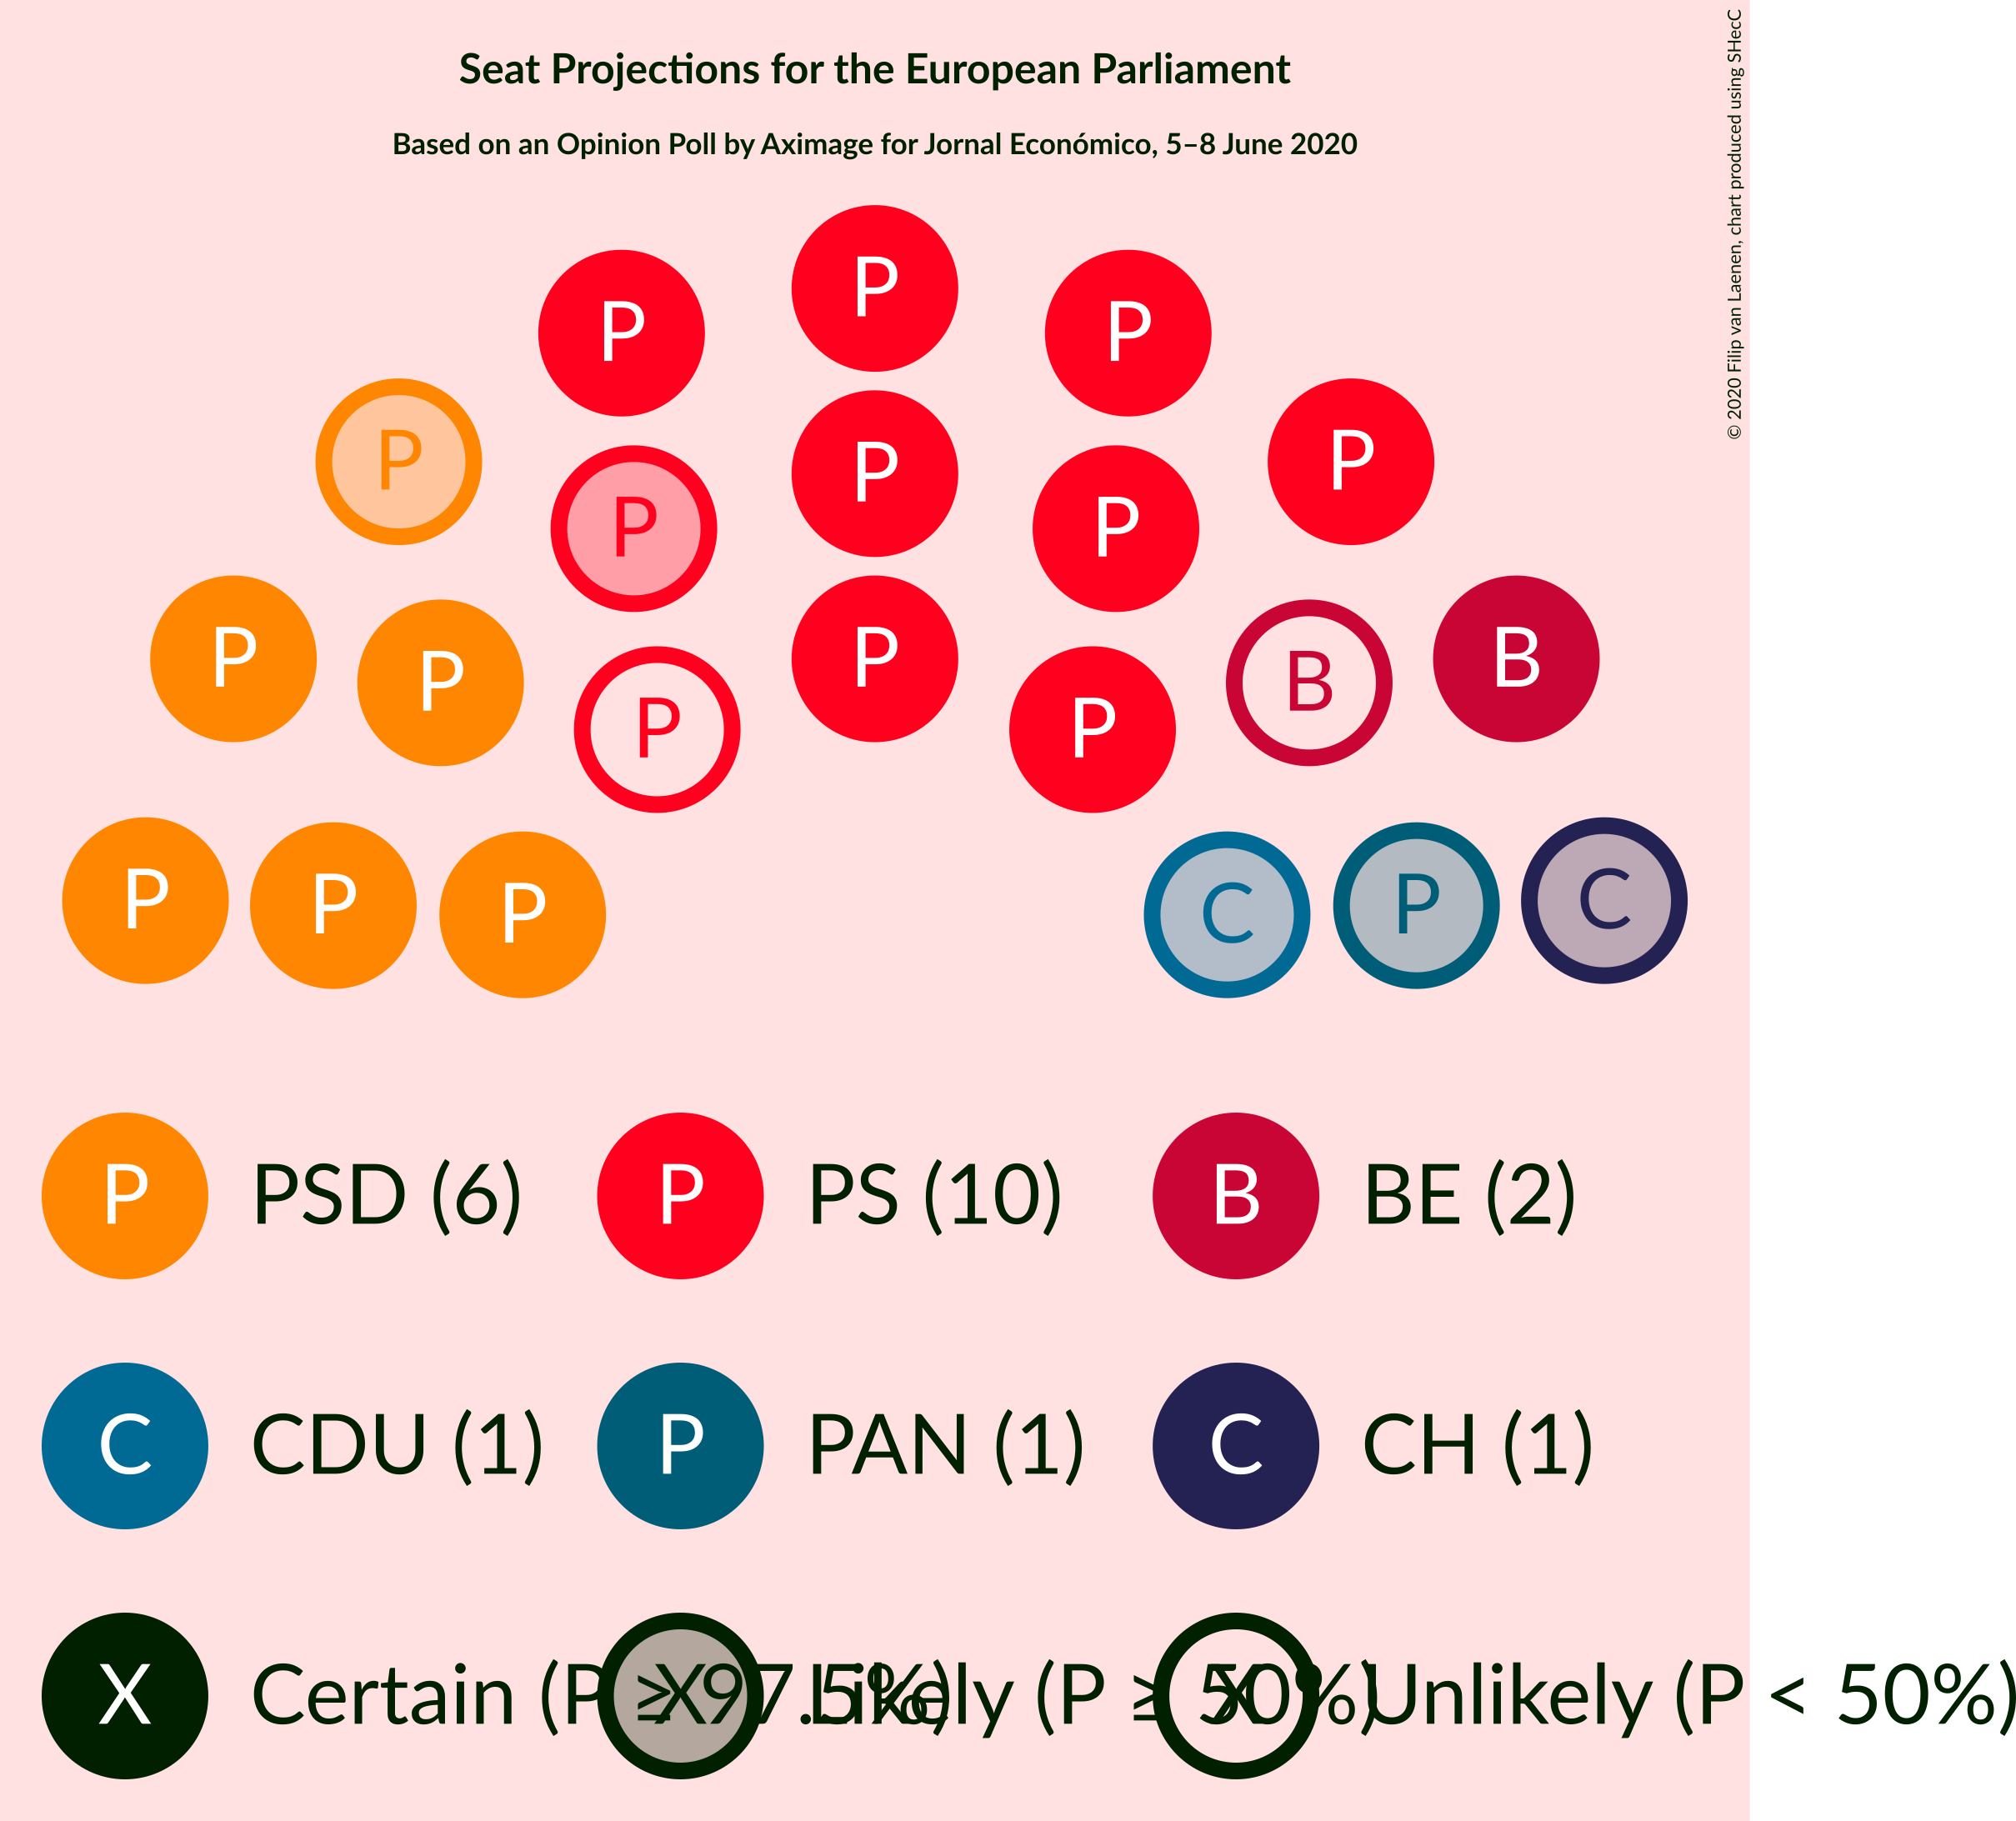 Seat Projections for the European Parliament
Based on an Opinion Poll by Aximage for Jornal Económico, 5–8 June 2020
© 2020 Filip van Laenen, chart produced using SHecC
P
P P
P P
P P P
P P
P P P B
P P B
C P C
P P P
P PSD (6) P PS (10) B BE (2)
C CDU (1) P PAN (1) C CH (1)
X Certain (P ≥ 97.5%) X Likely (P ≥ 50%) X Unlikely (P < 50%)